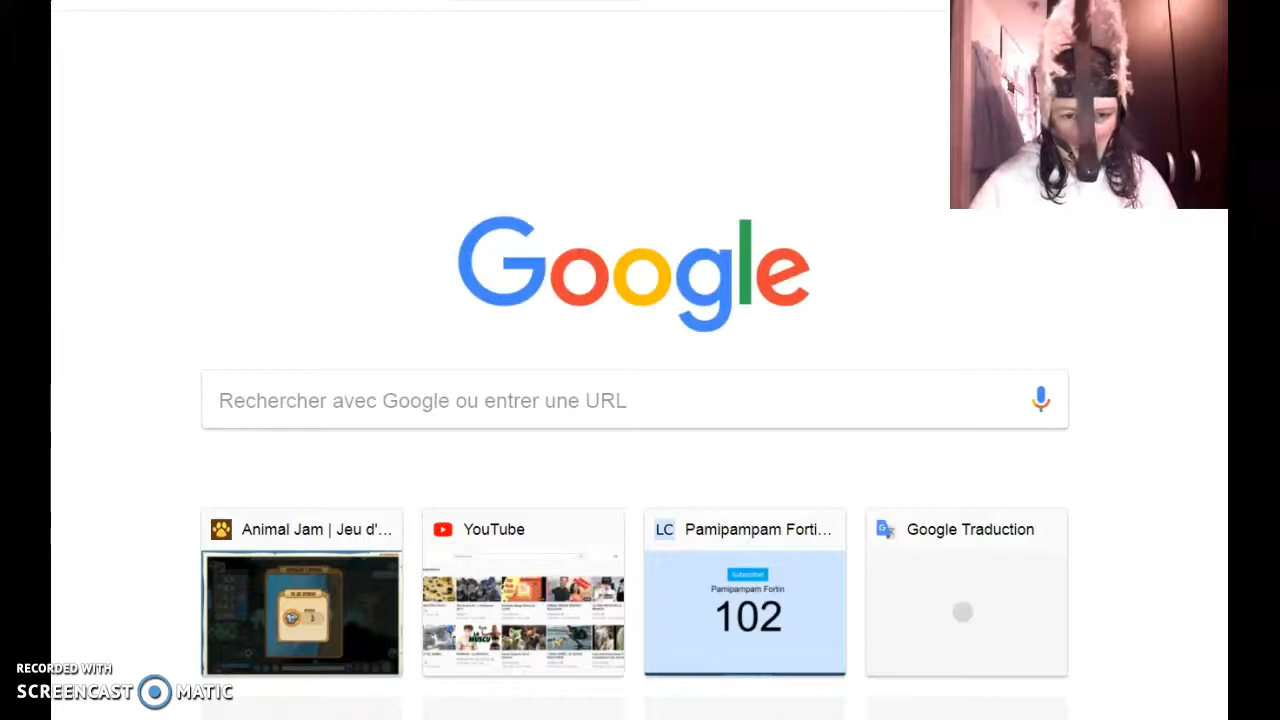 Google
Rechercher avec Google ou entrer une URL
Animal Jam | Jeu d'...
YouTube
LC Pamipampam Forti...
Google Traduction
Subscribe!
Pamipampam Fortin
102
RECORDED WITH
SCREENCAST MATIC